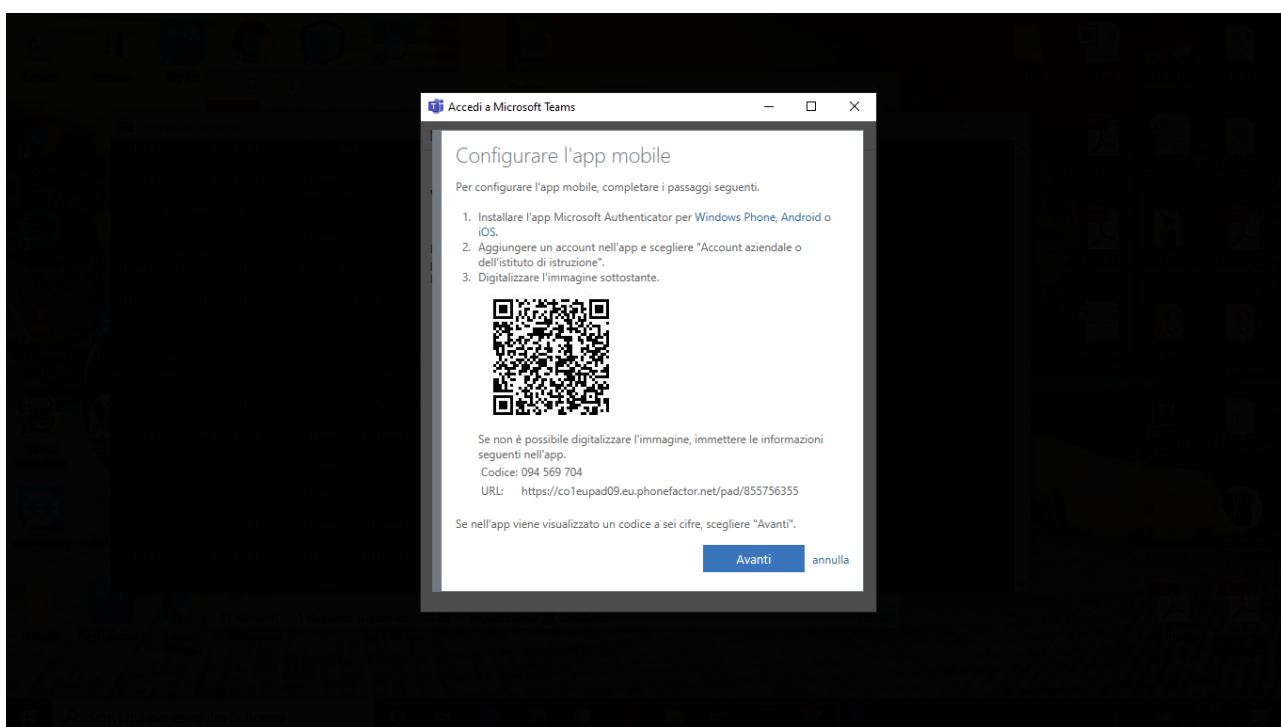 Accedi a Microsoft Teams
Configurare l'app mobile
Per configurare l'app mobile, completare i passaggi seguenti.
1. Installare l'app Microsoft Authenticator per Windows Phone, Android o
iOS.
2. Aggiungere un account nell'app e scegliere "Account aziendale o
dell'istituto di istruzione".
3. Digitalizzare l'immagine sottostante.
Se non è possibile digitalizzare l'immagine, immettere le informazioni
seguenti nell'app.
Codice: 094 569 704
URL: https://co1eupad09.eu.phonefactor.net/pad/855756355
Se nell'app viene visualizzato un codice a sei cifre, scegliere "Avanti".
Avanti annulla